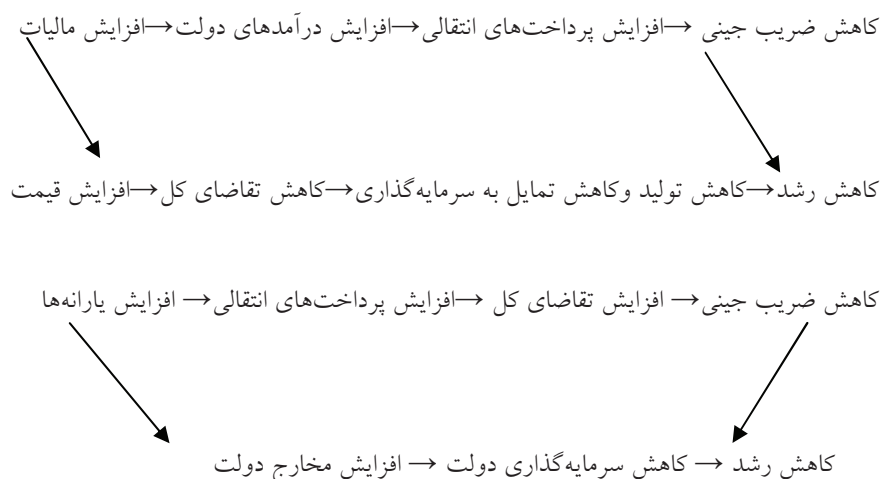 کاهش ضریب جینی →افزایش پرداخت‌های انتقالی→افزایش درآمدهای دولت→افزایش مالیات
کاهش رشد→کاهش تولید وکاهش تمایل به سرمایه‌گذاری→کاهش تقاضای کل→افزایش قیمت
کاهش ضریب جینی→ افزایش تقاضای کل →افزایش پرداخت‌های انتقالی→ افزایش یارانه‌ها
کاهش رشد → کاهش سرمایه‌گذاری دولت → افزایش مخارج دولت